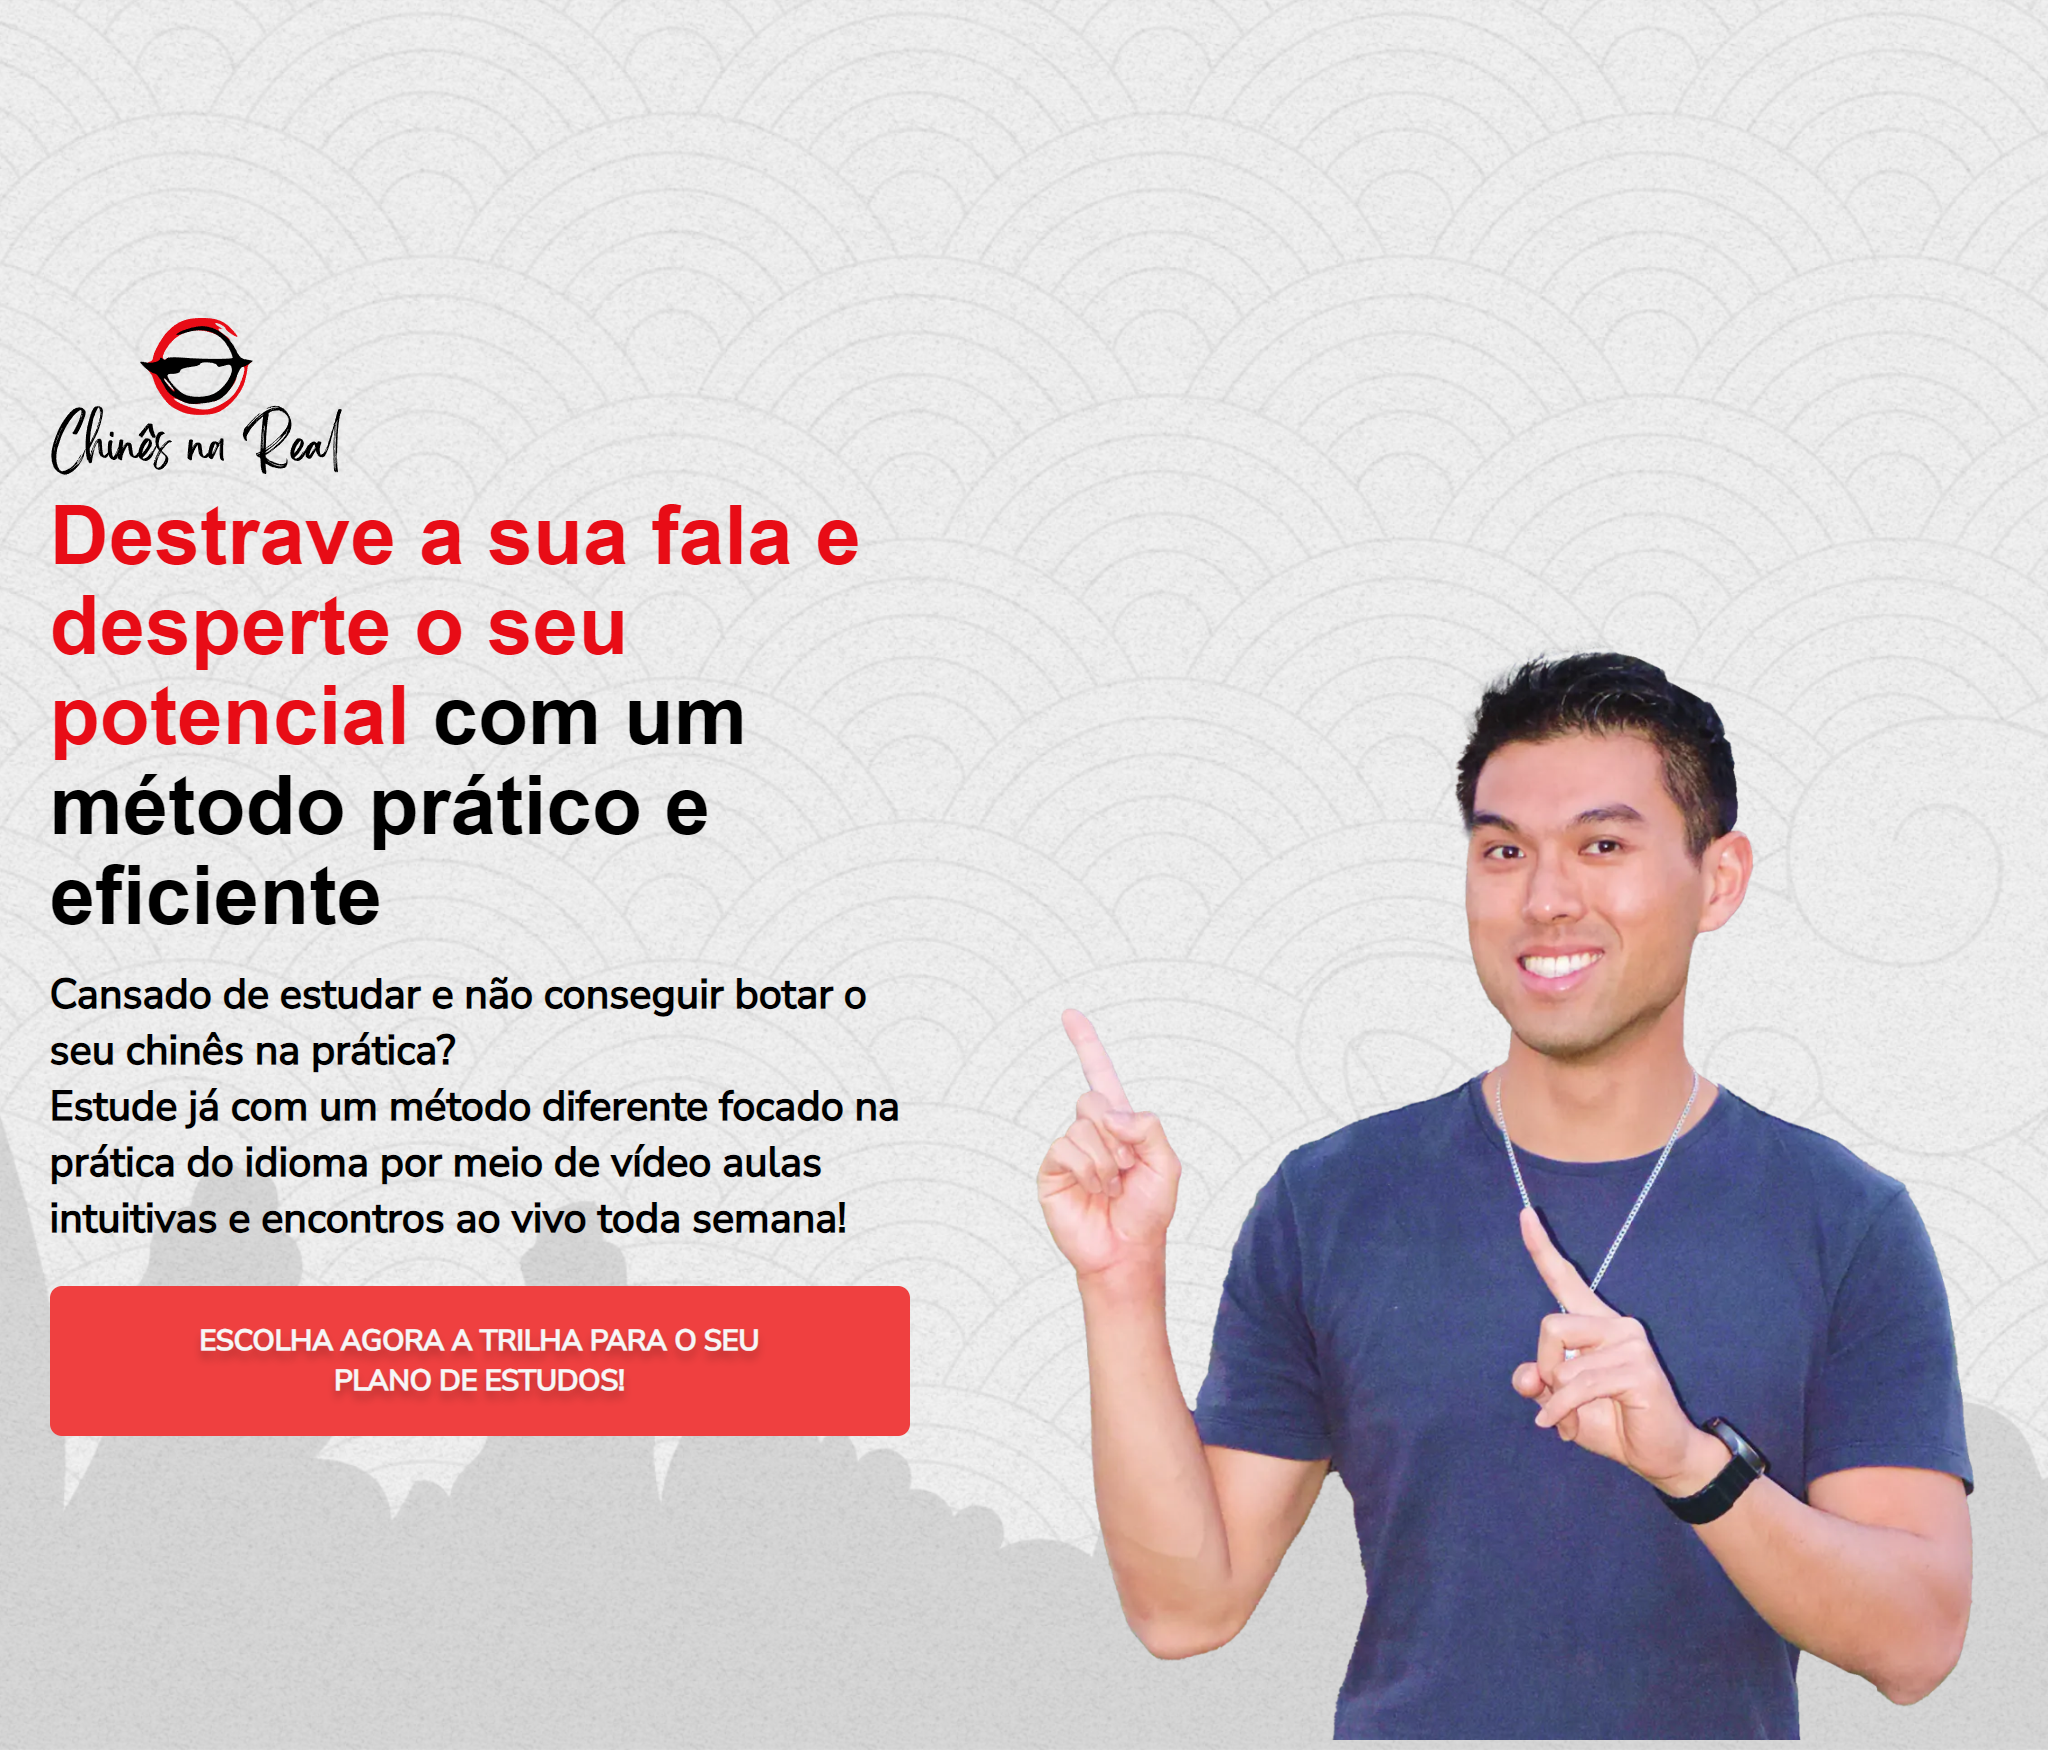 Chinês na Real
Destrave a sua fala e
desperte o seu
potencial com um
método prático e
eficiente
Cansado de estudar e não conseguir botar o
seu chinês na prática?
Estude já com um método diferente focado na
prática do idioma por meio de vídeo aulas
intuitivas e encontros ao vivo toda semana!
ESCOLHA AGORA A TRILHA PARA O SEU
PLANO DE ESTUDOS!